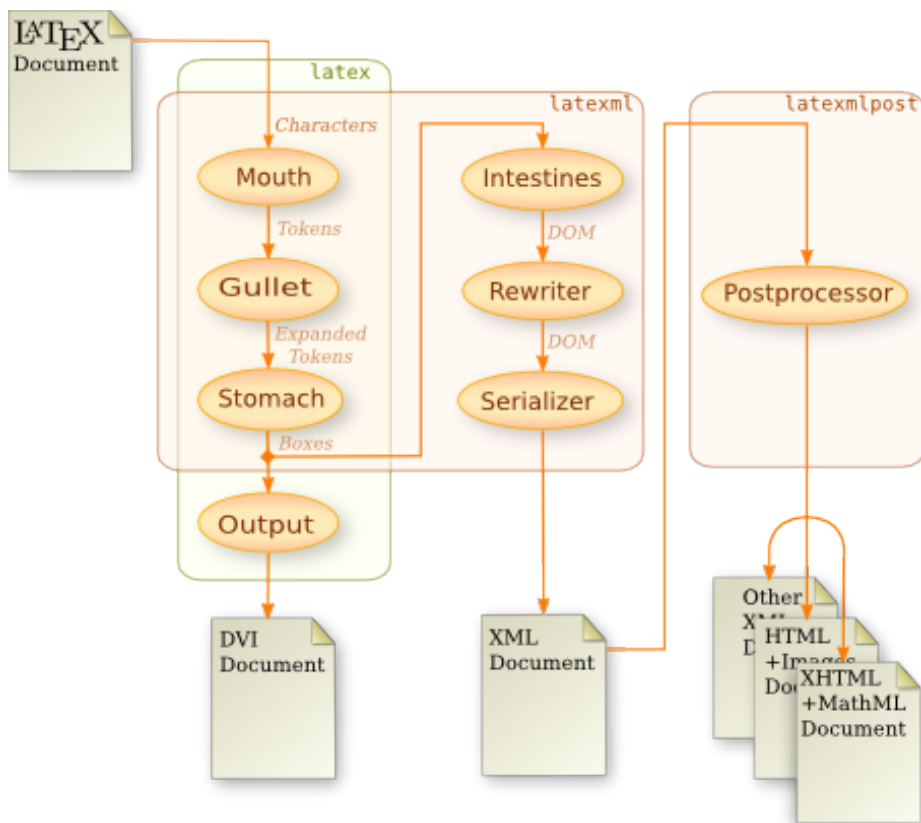 LATEX
Document
latex
latexml
latexmlpost
Characters
Mouth
Tokens
Gullet
Expanded
Tokens
Stomach
Boxes
Output
DVI
Document
Intestines
DOM
Rewriter
DOM
Serializer
XML
Document
Postprocessor
Other
HTML
+Images
XHTML
+MathML
Document